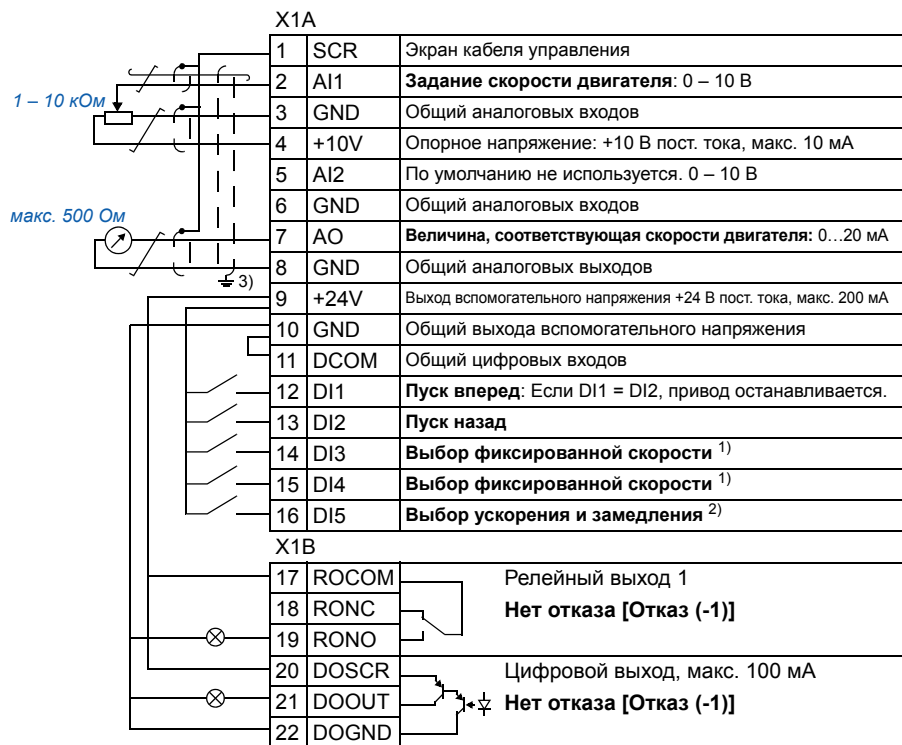 X1A
1 SCR Экран кабеля управления
2 AI1 Задание скорости двигателя: 0 – 10 В
1 – 10 кОм
3 GND Общий аналоговых входов
4 +10V Опорное напряжение: +10 В пост. тока, макс. 10 мА
5 AI2 По умолчанию не используется. 0 – 10 В
6 GND Общий аналоговых входов
макс. 500 Ом
7 AO Величина, соответствующая скорости двигателя: 0…20 мА
8 GND Общий аналоговых выходов
3)
9 +24V Выход вспомогательного напряжения +24 В пост. тока, макс. 200 мА
10 GND Общий выхода вспомогательного напряжения
11 DCOM Общий цифровых входов
12 DI1 Пуск вперед: Если DI1 = DI2, привод останавливается.
13 DI2 Пуск назад
14 DI3 Выбор фиксированной скорости 1)
15 DI4 Выбор фиксированной скорости 1)
16 DI5 Выбор ускорения и замедления 2)
X1B
17 ROCOM Релейный выход 1
18 RONC Нет отказа [Отказ (-1)]
19 RONO
20 DOSCR Цифровой выход, макс. 100 мА
21 DOOUT Нет отказа [Отказ (-1)]
22 DOGND